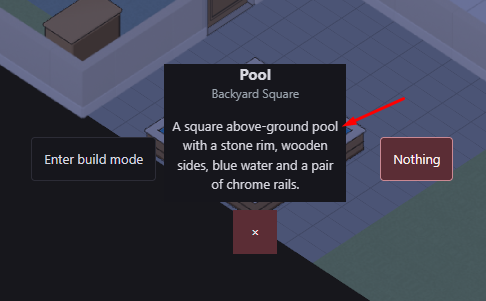 Pool
Backyard Square
A square above-ground pool
with a stone rim, wooden
sides, blue water and a pair
of chrome rails.
Enter build mode
Nothing
×